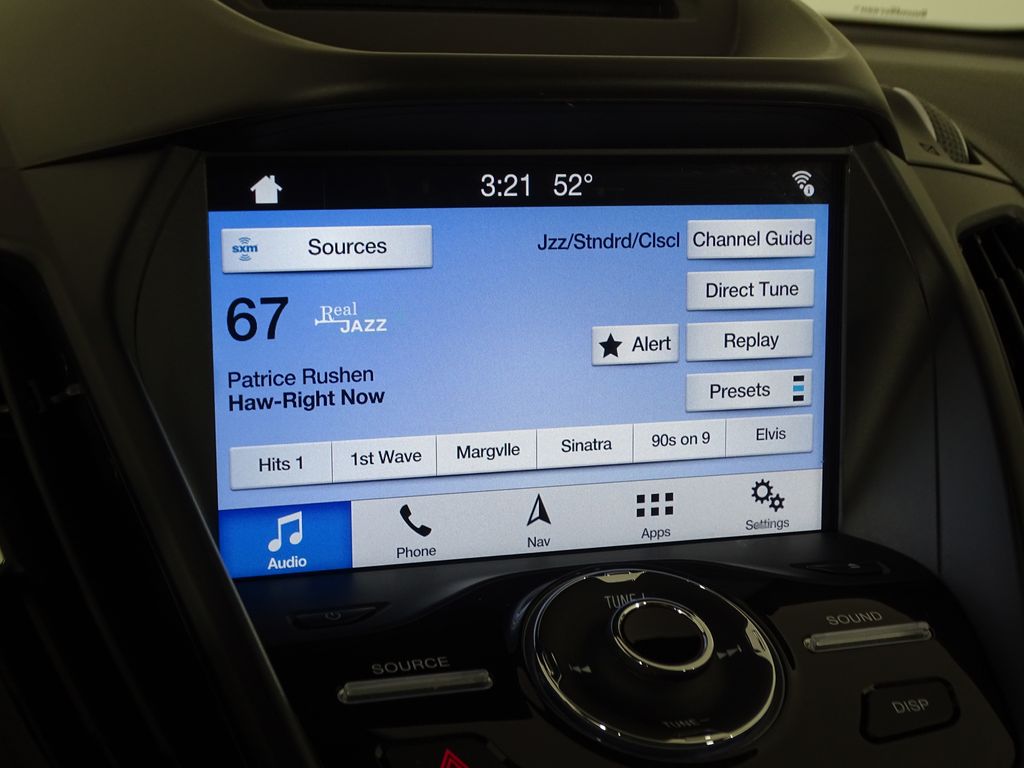 3:21 52°
sxm Sources
Jzz/Stndrd/Clscl
Channel Guide
Direct Tune
67
Real
JAZZ
Alert
Replay
Patrice Rushen
Haw-Right Now
Presets
Hits 1 1st Wave Margvlle Sinatra 90s on 9 Elvis
Audio Phone Nav Apps Settings
TUNE+
SOURCE
SOUND
TUNE-
DISP